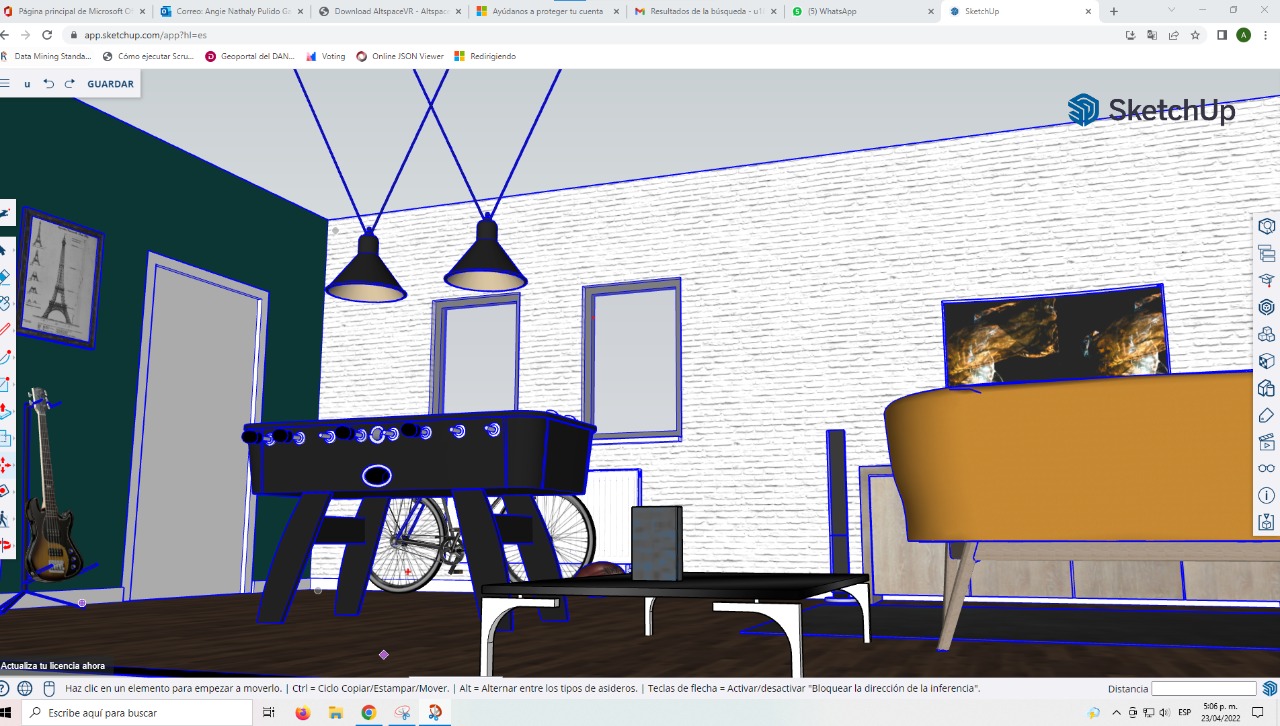 Página principal de Microsoft Of
Correo: Angie Nathaly Pulido Go
Download AltspaceVR - Altspac
Ayúdanos a proteger tu cuenta
Resultados de la búsqueda - u1
(5) WhatsApp
SketchUp
app.sketchup.com/app?hl=es
A
Data Mining Standa...
Cómo ejecutar Scru...
Geoportal del DAN...
Voting
Online JSON Viewer
Redirigiendo
u
GUARDAR
SketchUp
Actualiza tu licencia ahora
Haz clic en un elemento para empezar a moverlo. | Ctrl = Ciclo Copiar/Estampar/Mover. | Alt = Alternar entre los tipos de asideros. | Teclas de flecha = Activar/desactivar "Bloquear la dirección de la inferencia".
Distancia
Escribe aquí para buscar
ESP
5:06 p. m.
23/04/2022